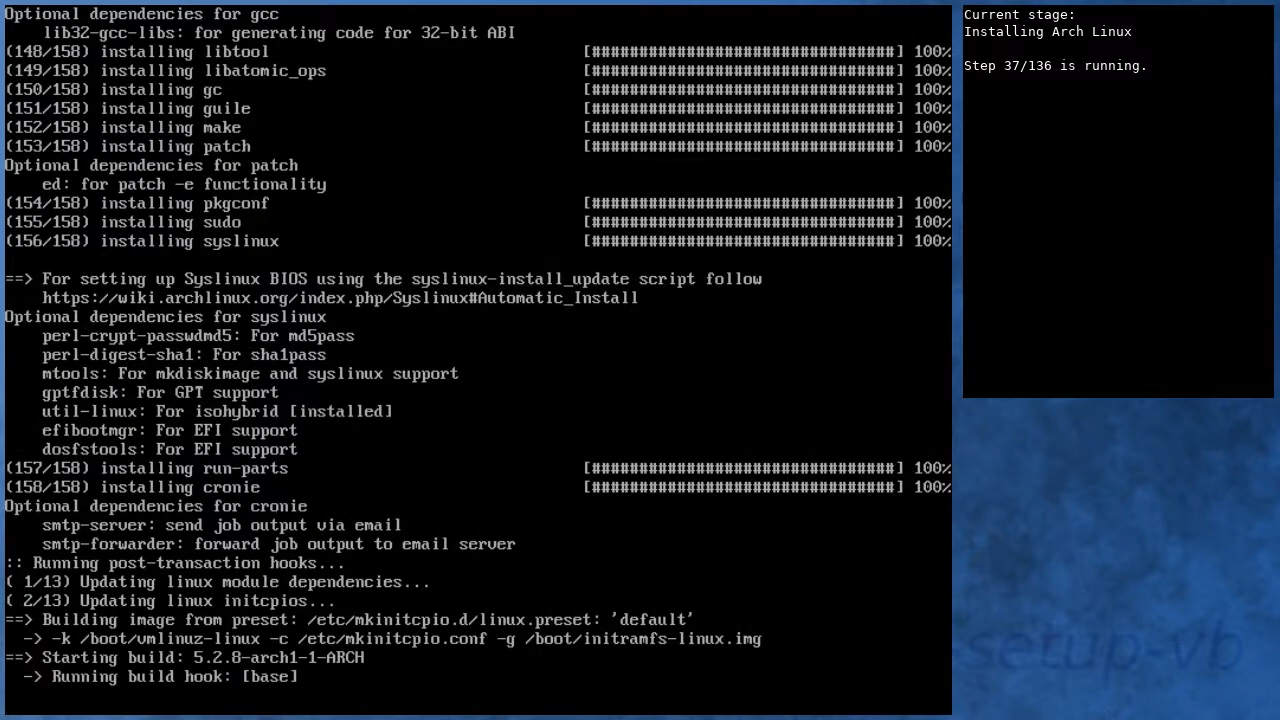 Optional dependencies for gcc
    lib32-gcc-libs: for generating code for 32-bit ABI
(148/158) installing libtool [################################] 100%
(149/158) installing libatomic_ops [################################] 100%
(150/158) installing gc [################################] 100%
(151/158) installing guile [################################] 100%
(152/158) installing make [################################] 100%
(153/158) installing patch [################################] 100%
Optional dependencies for patch
    ed: for patch -e functionality
(154/158) installing pkgconf [################################] 100%
(155/158) installing sudo [################################] 100%
(156/158) installing syslinux [################################] 100%
==> For setting up Syslinux BIOS using the syslinux-install_update script follow
    https://wiki.archlinux.org/index.php/Syslinux#Automatic_Install
Optional dependencies for syslinux
    perl-crypt-passwdmd5: For md5pass
    perl-digest-sha1: For sha1pass
    mtools: For mkdiskimage and syslinux support
    gptfdisk: For GPT support
    util-linux: For isohybrid [installed]
    efibootmgr: For EFI support
    dosfstools: For EFI support
(157/158) installing run-parts [################################] 100%
(158/158) installing cronie [################################] 100%
Optional dependencies for cronie
    smtp-server: send job output via email
    smtp-forwarder: forward job output to email server
:: Running post-transaction hooks...
( 1/13) Updating linux module dependencies...
( 2/13) Updating linux initcpios...
==> Building image from preset: /etc/mkinitcpio.d/linux.preset: 'default'
  -> -k /boot/vmlinuz-linux -c /etc/mkinitcpio.conf -g /boot/initramfs-linux.img
==> Starting build: 5.2.8-arch1-1-ARCH
  -> Running build hook: [base]
Current stage:
Installing Arch Linux
Step 37/136 is running.
setup-vb